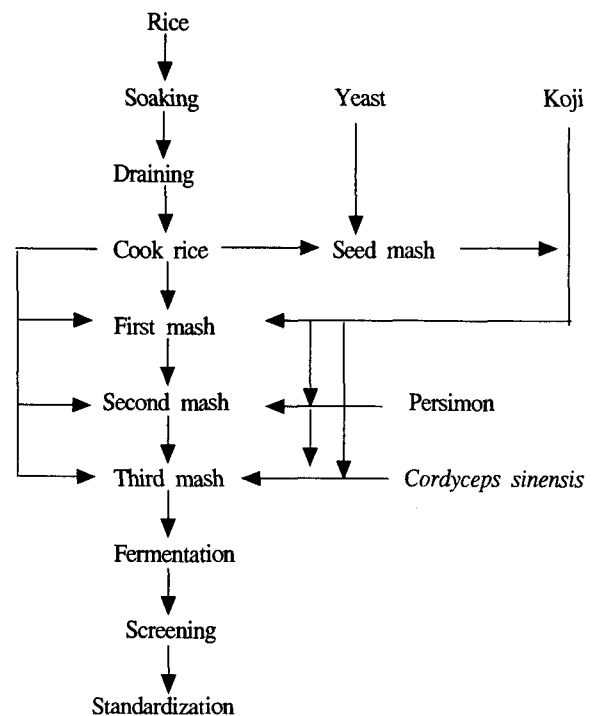 Rice
Soaking Yeast Koji
Draining
Cook rice Seed mash
First mash
Second mash Persimon
Third mash Cordyceps sinensis
Fermentation
Screening
Standardization